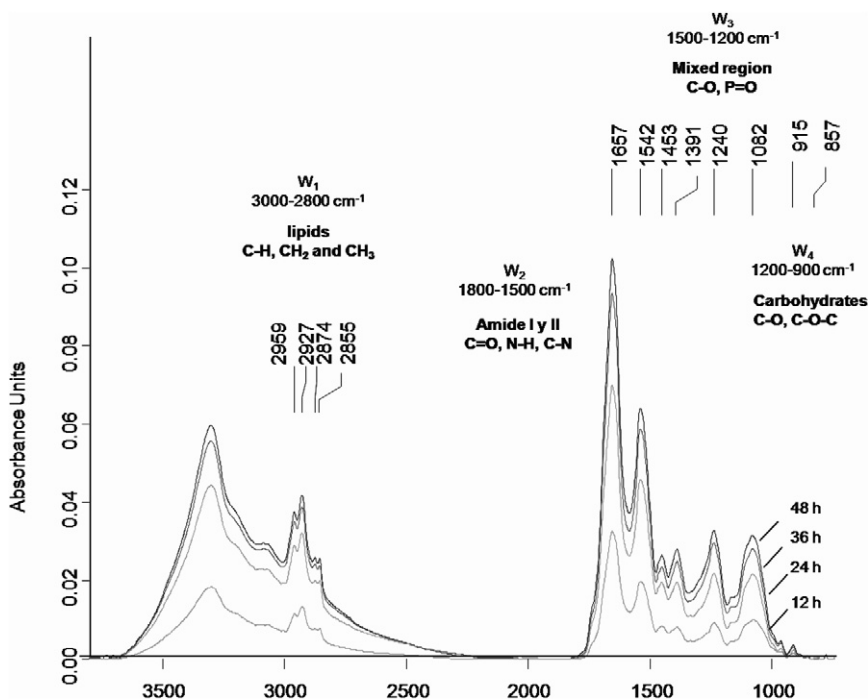 W₃
1500-1200 cm⁻¹
Mixed region
C-O, P=O
1657
1542
1453
1391
1240
1082
915
857
W₁
3000-2800 cm⁻¹
lipids
C-H, CH₂ and CH₃
2959
2927
2874
2855
W₂
1800-1500 cm⁻¹
Amide I y II
C=O, N-H, C-N
W₄
1200-900 cm⁻¹
Carbohydrates
C-O, C-O-C
Absorbance Units
0.12
0.10
0.08
0.06
0.04
0.02
0.00
48 h
36 h
24 h
12 h
3500 3000 2500 2000 1500 1000